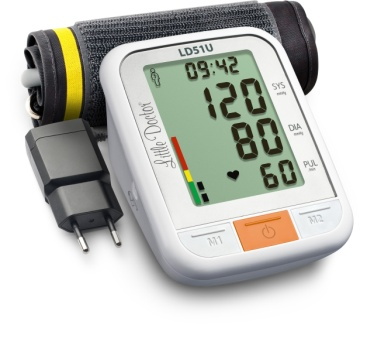 LD51U
09:42
120
SYS
mmHg
80
DIA
mmHg
60
PUL
/min
Little Doctor
M1
M2